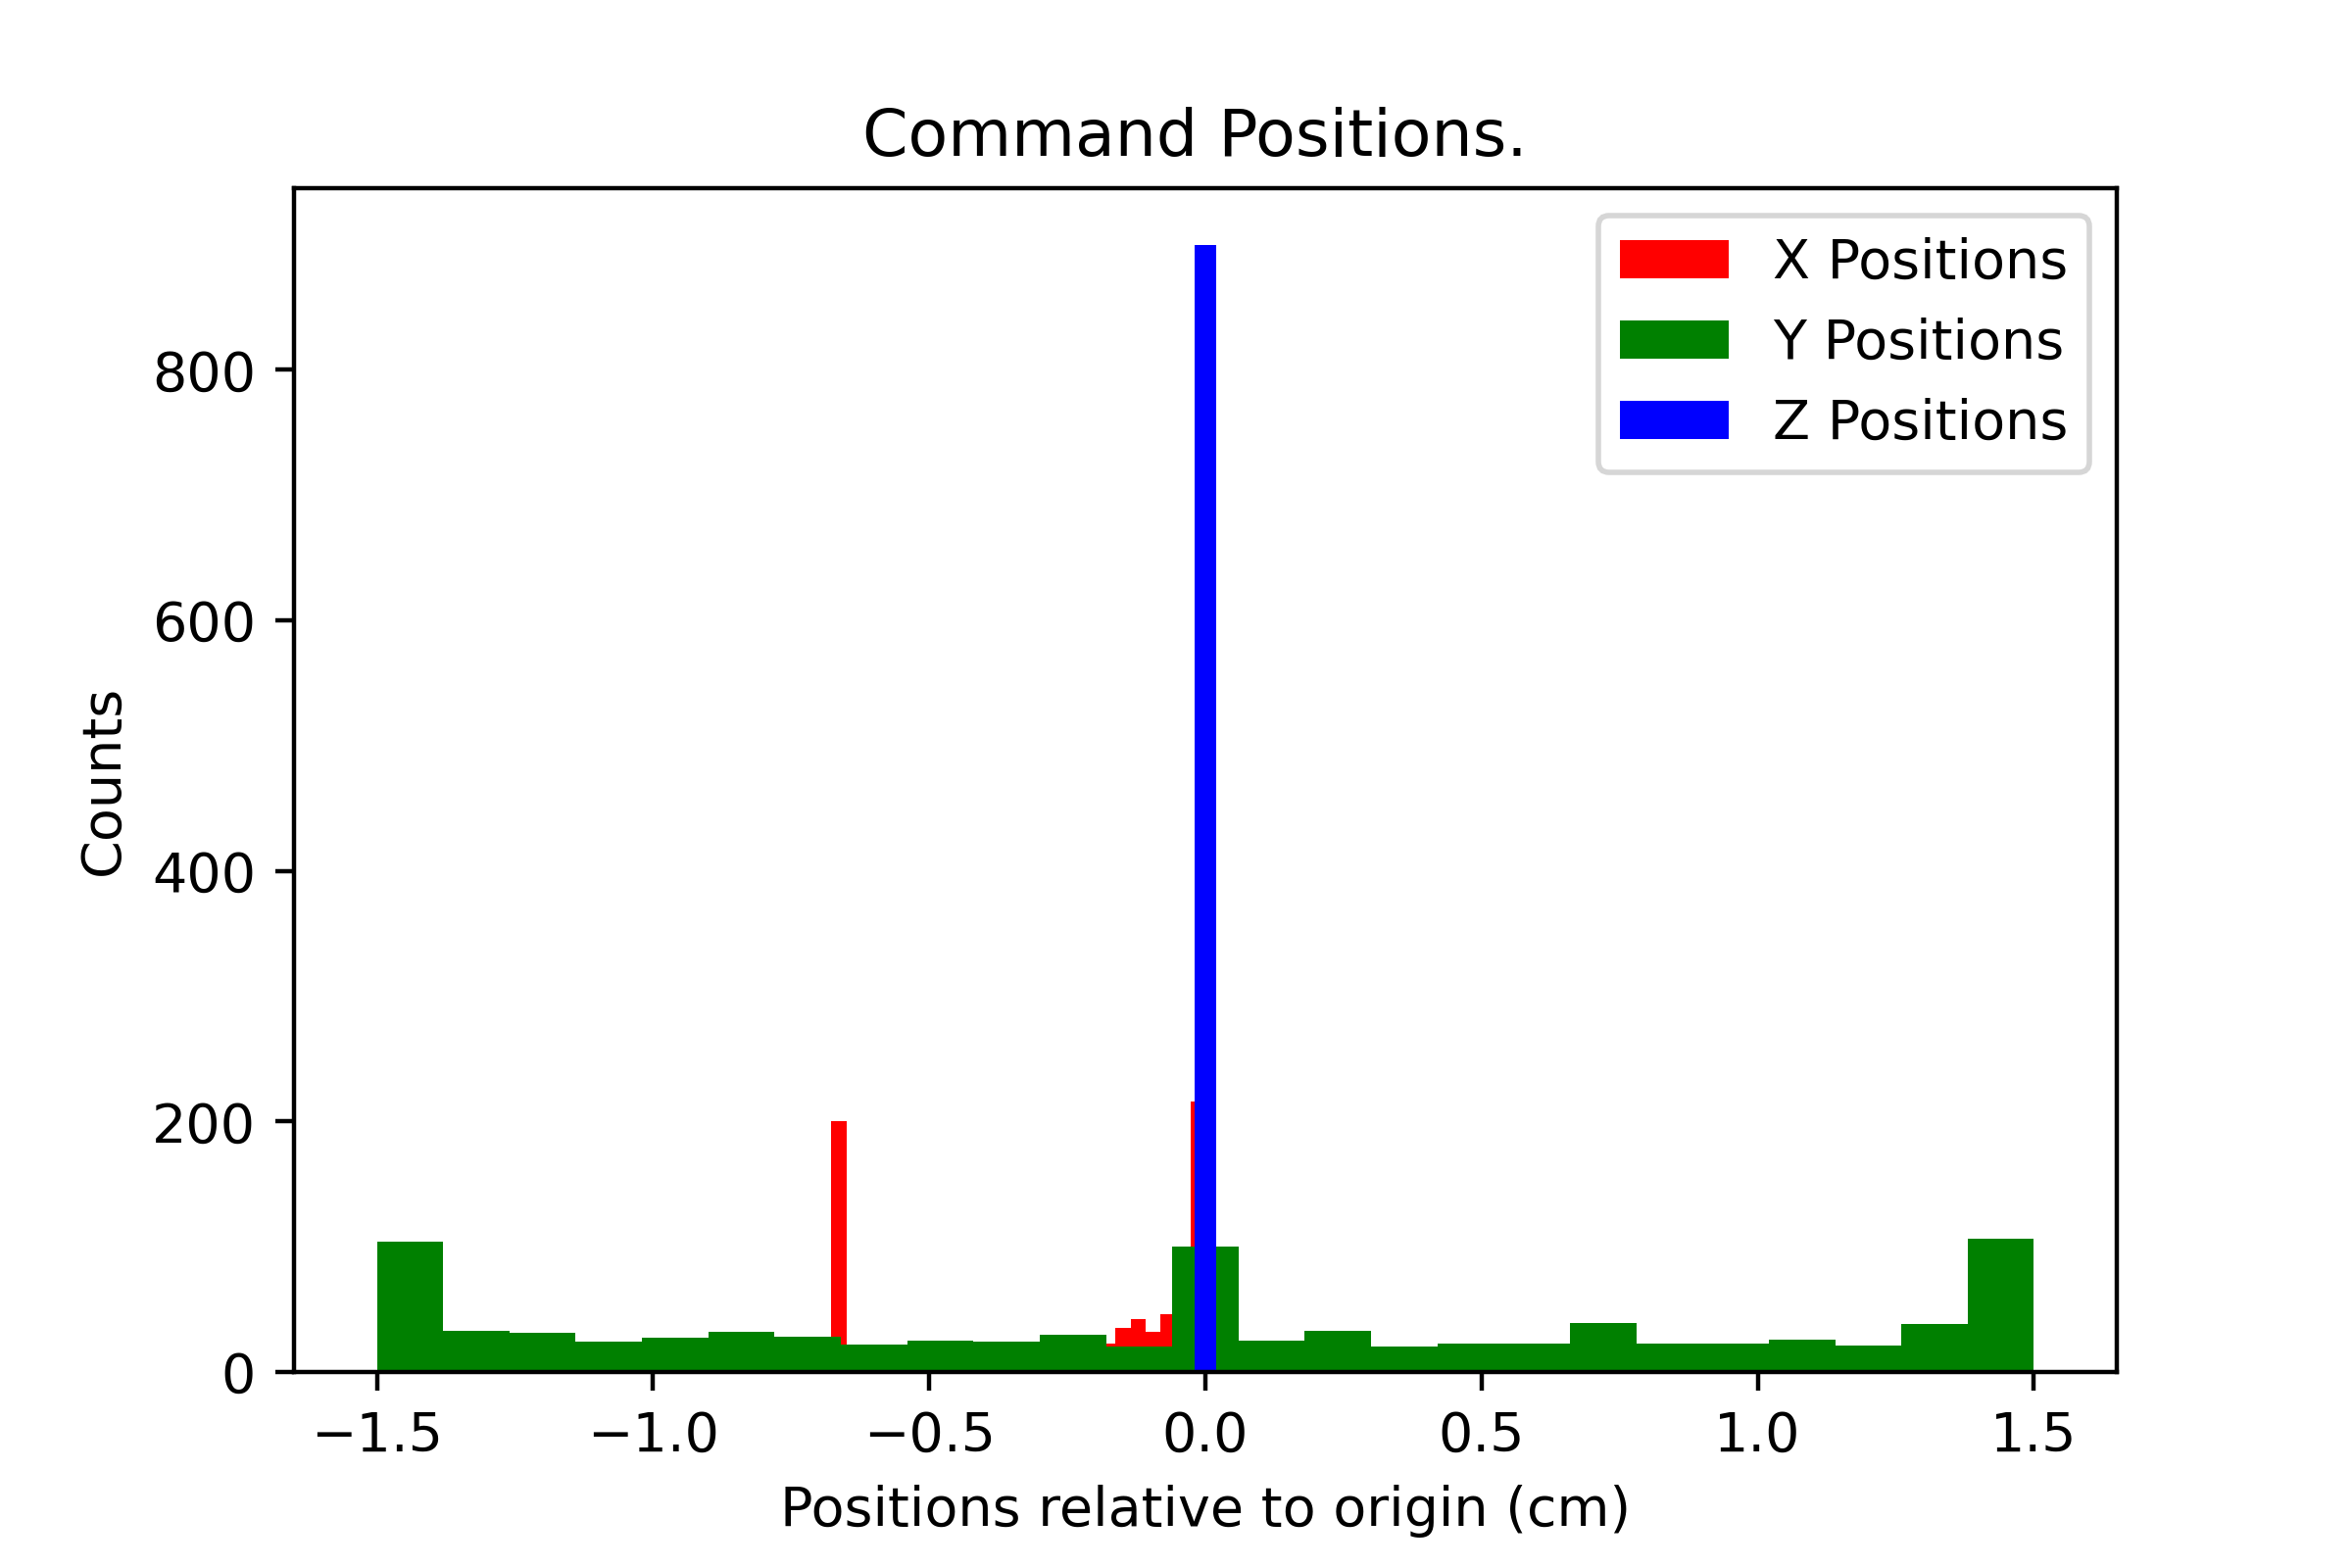 Command Positions.
X Positions
Y Positions
Z Positions
800
600
400
200
0
Counts
−1.5 −1.0 −0.5 0.0 0.5 1.0 1.5
Positions relative to origin (cm)